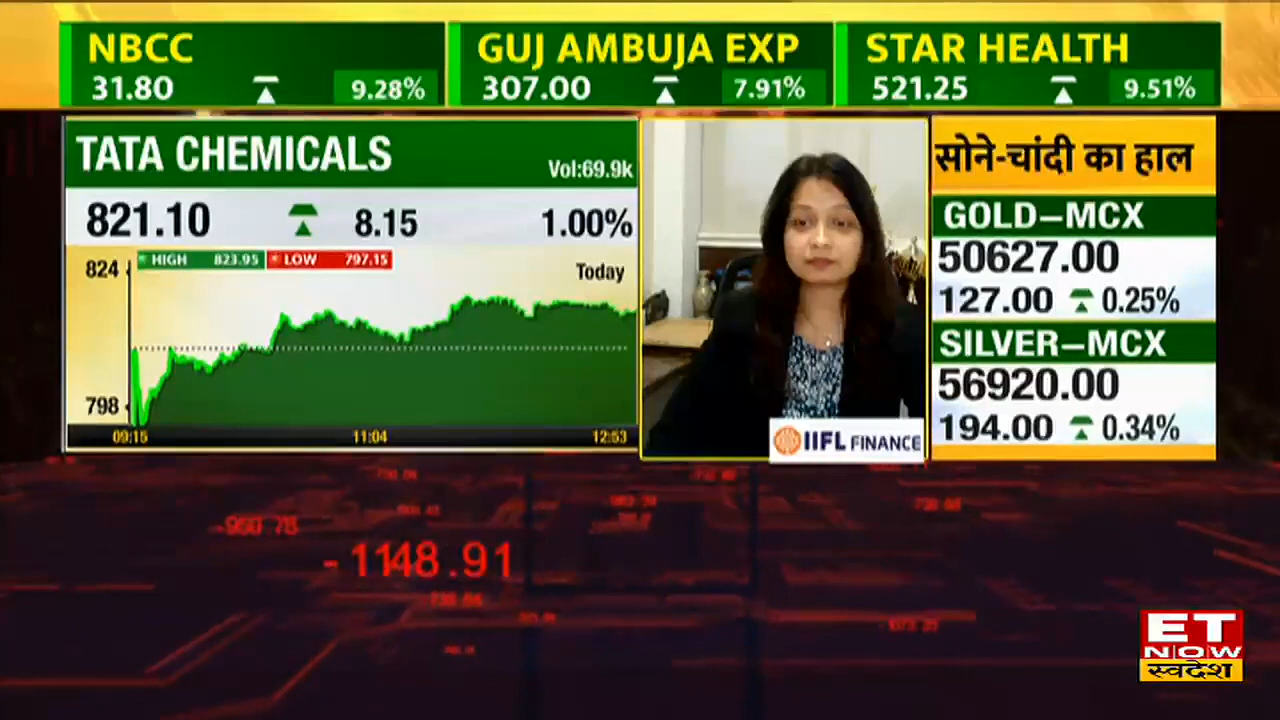 NBCC
31.80 9.28%
GUJ AMBUJA EXP
307.00 7.91%
STAR HEALTH
521.25 9.51%
TATA CHEMICALS Vol:69.9k
821.10 8.15 1.00%
HIGH 823.95 LOW 797.15
Today
824
798
09:15 11:04 12:53
IIFL FINANCE
सोने-चांदी का हाल
GOLD-MCX
50627.00
127.00 0.25%
SILVER-MCX
56920.00
194.00 0.34%
- 1148.91
ET
NOW
स्वदेश